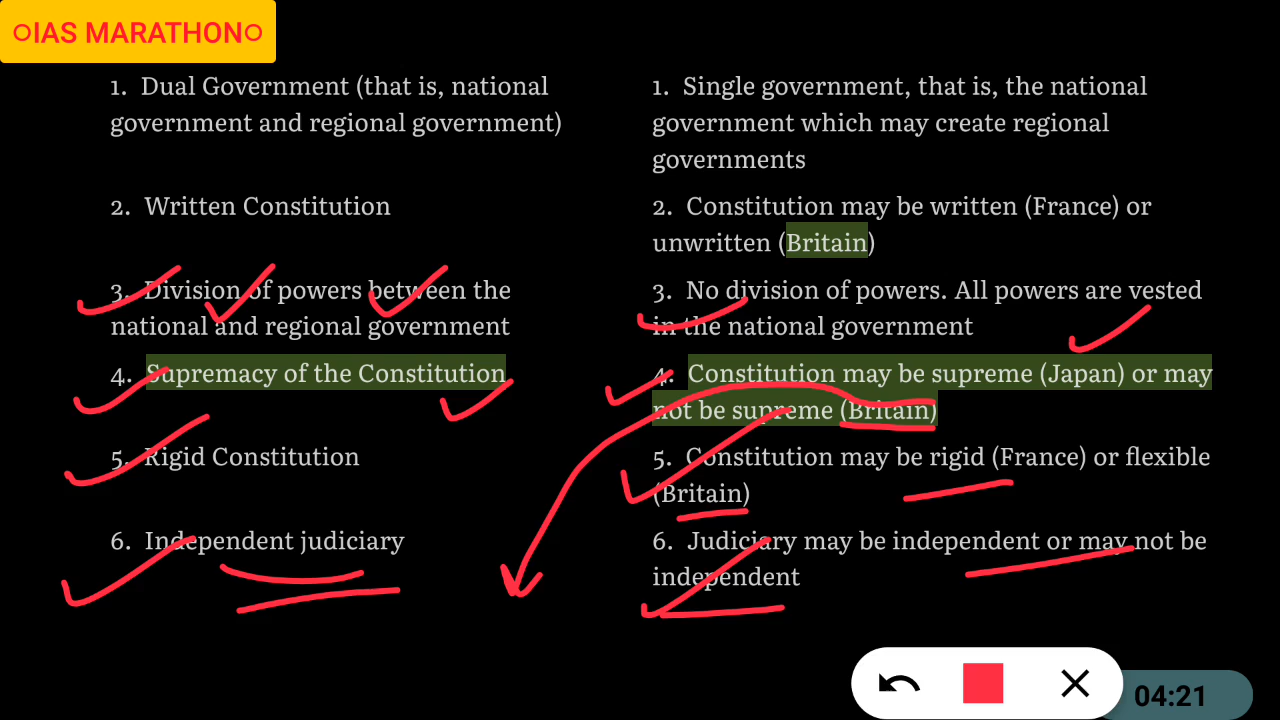 OIAS MARATHONO
1. Dual Government (that is, national
government and regional government)
2. Written Constitution
3. Division of powers between the
national and regional government
4. Supremacy of the Constitution
5. Rigid Constitution
6. Independent judiciary
1. Single government, that is, the national
government which may create regional
governments
2. Constitution may be written (France) or
unwritten (Britain)
3. No division of powers. All powers are vested
in the national government
4. Constitution may be supreme (Japan) or may
not be supreme (Britain)
5. Constitution may be rigid (France) or flexible
(Britain)
6. Judiciary may be independent or may not be
independent
04:21